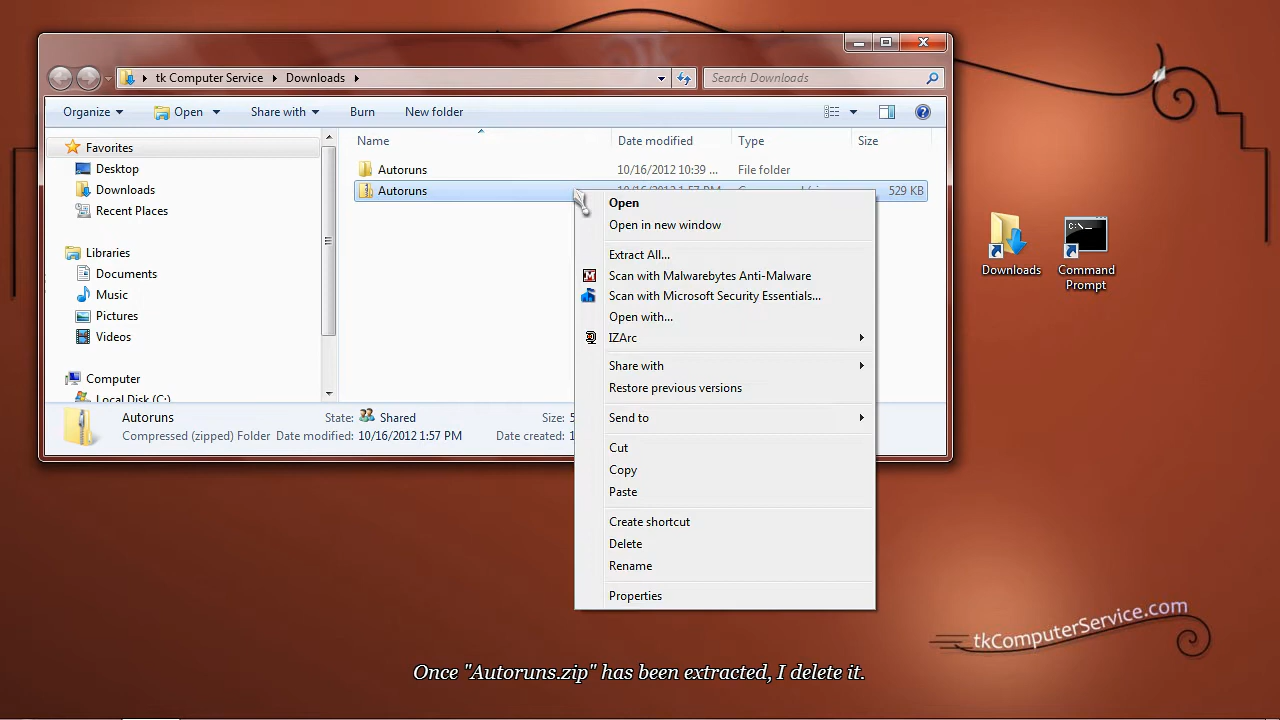 tk Computer Service
Downloads
Search Downloads
Organize
Open
Share with
Burn
New folder
Name
Date modified
Type
Size
Favorites
Desktop
Downloads
Recent Places
Libraries
Documents
Music
Pictures
Videos
Computer
Local Disk (C:)
Autoruns
10/16/2012 10:39 ...
File folder
Autoruns
529 KB
Open
Open in new window
Extract All...
Scan with Malwarebytes Anti-Malware
Scan with Microsoft Security Essentials...
Open with...
IZArc
Share with
Restore previous versions
Send to
Cut
Copy
Paste
Create shortcut
Delete
Rename
Properties
Autoruns
State: Shared
Size:
Compressed (zipped) Folder
Date modified: 10/16/2012 1:57 PM
Date created:
Downloads
C:\_
Command
Prompt
tkComputerService.com
Once "Autoruns.zip" has been extracted, I delete it.